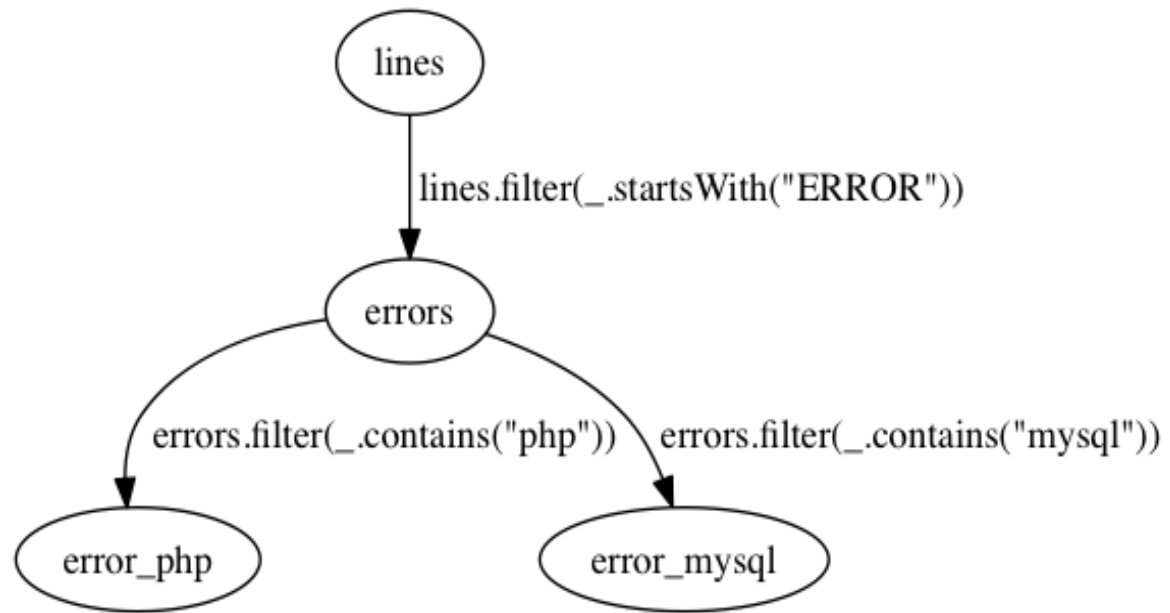 lines
lines.filter(_.startsWith("ERROR"))
errors
errors.filter(_.contains("php"))
errors.filter(_.contains("mysql"))
error_php
error_mysql